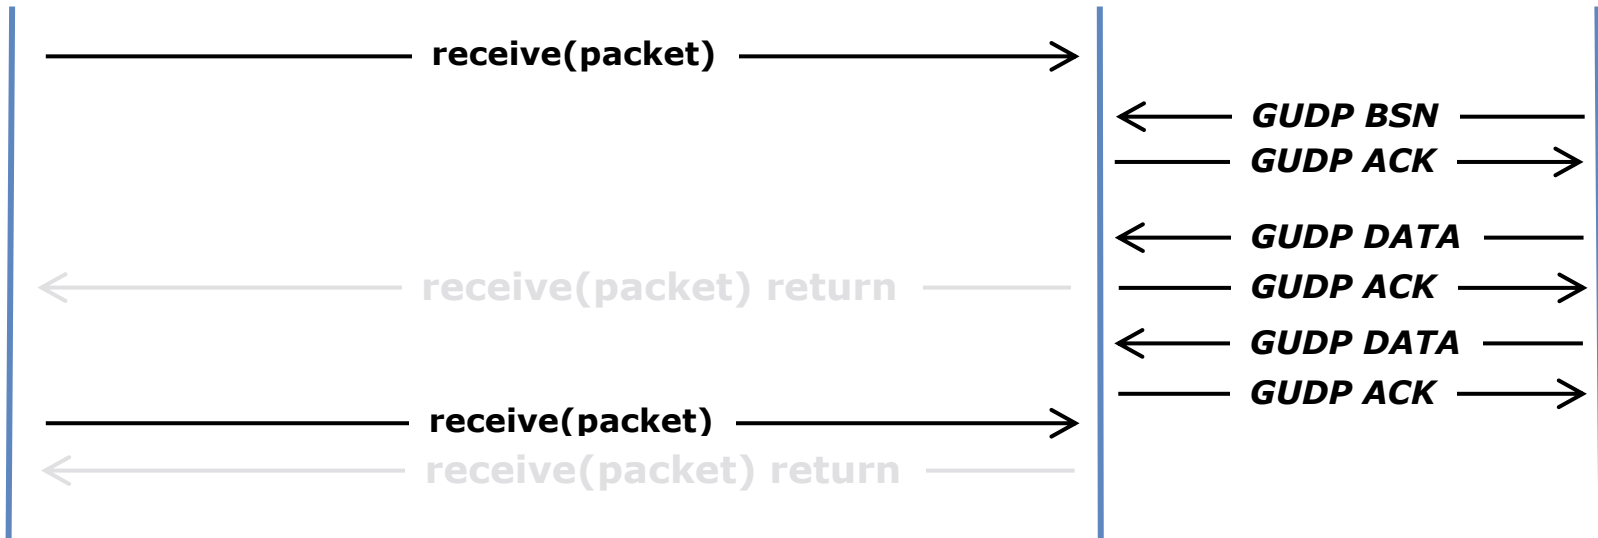 receive(packet)
GUDP BSN
GUDP ACK
GUDP DATA
receive(packet) return
GUDP ACK
GUDP DATA
GUDP ACK
receive(packet)
receive(packet) return